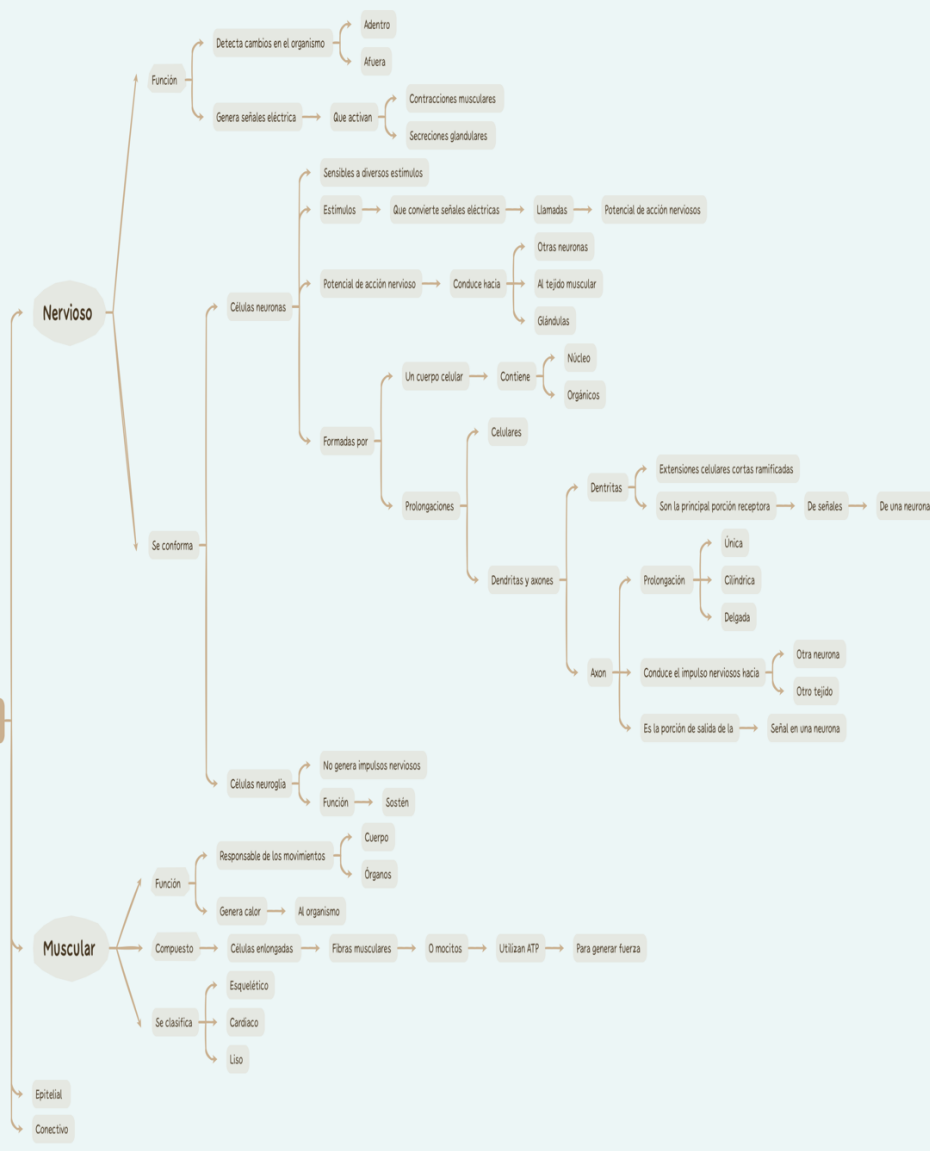 Nervioso
Función
Detecta cambios en el organismo
Adentro
Afuera
Genera señales eléctrica
Que activan
Contracciones musculares
Secreciones glandulares
Se conforma
Células neuronas
Sensibles a diversos estímulos
Estímulos
Que convierte señales eléctricas
Llamadas
Potencial de acción nerviosos
Potencial de acción nervioso
Conduce hacia
Otras neuronas
Al tejido muscular
Glándulas
Formadas por
Un cuerpo celular
Contiene
Núcleo
Orgánicos
Prolongaciones
Celulares
Dendritas y axones
Dentritas
Extensiones celulares cortas ramificadas
Son la principal porción receptora
De señales
De una neurona
Axon
Prolongación
Única
Cilíndrica
Delgada
Conduce el impulso nerviosos hacia
Otra neurona
Otro tejido
Es la porción de salida de la
Señal en una neurona
Células neuroglia
No genera impulsos nerviosos
Función
Sostén
Muscular
Función
Responsable de los movimientos
Cuerpo
Órganos
Genera calor
Al organismo
Compuesto
Células enlongadas
Fibras musculares
O mocitos
Utilizan ATP
Para generar fuerza
Se clasifica
Esquelético
Cardiaco
Liso
Epitelial
Conectivo